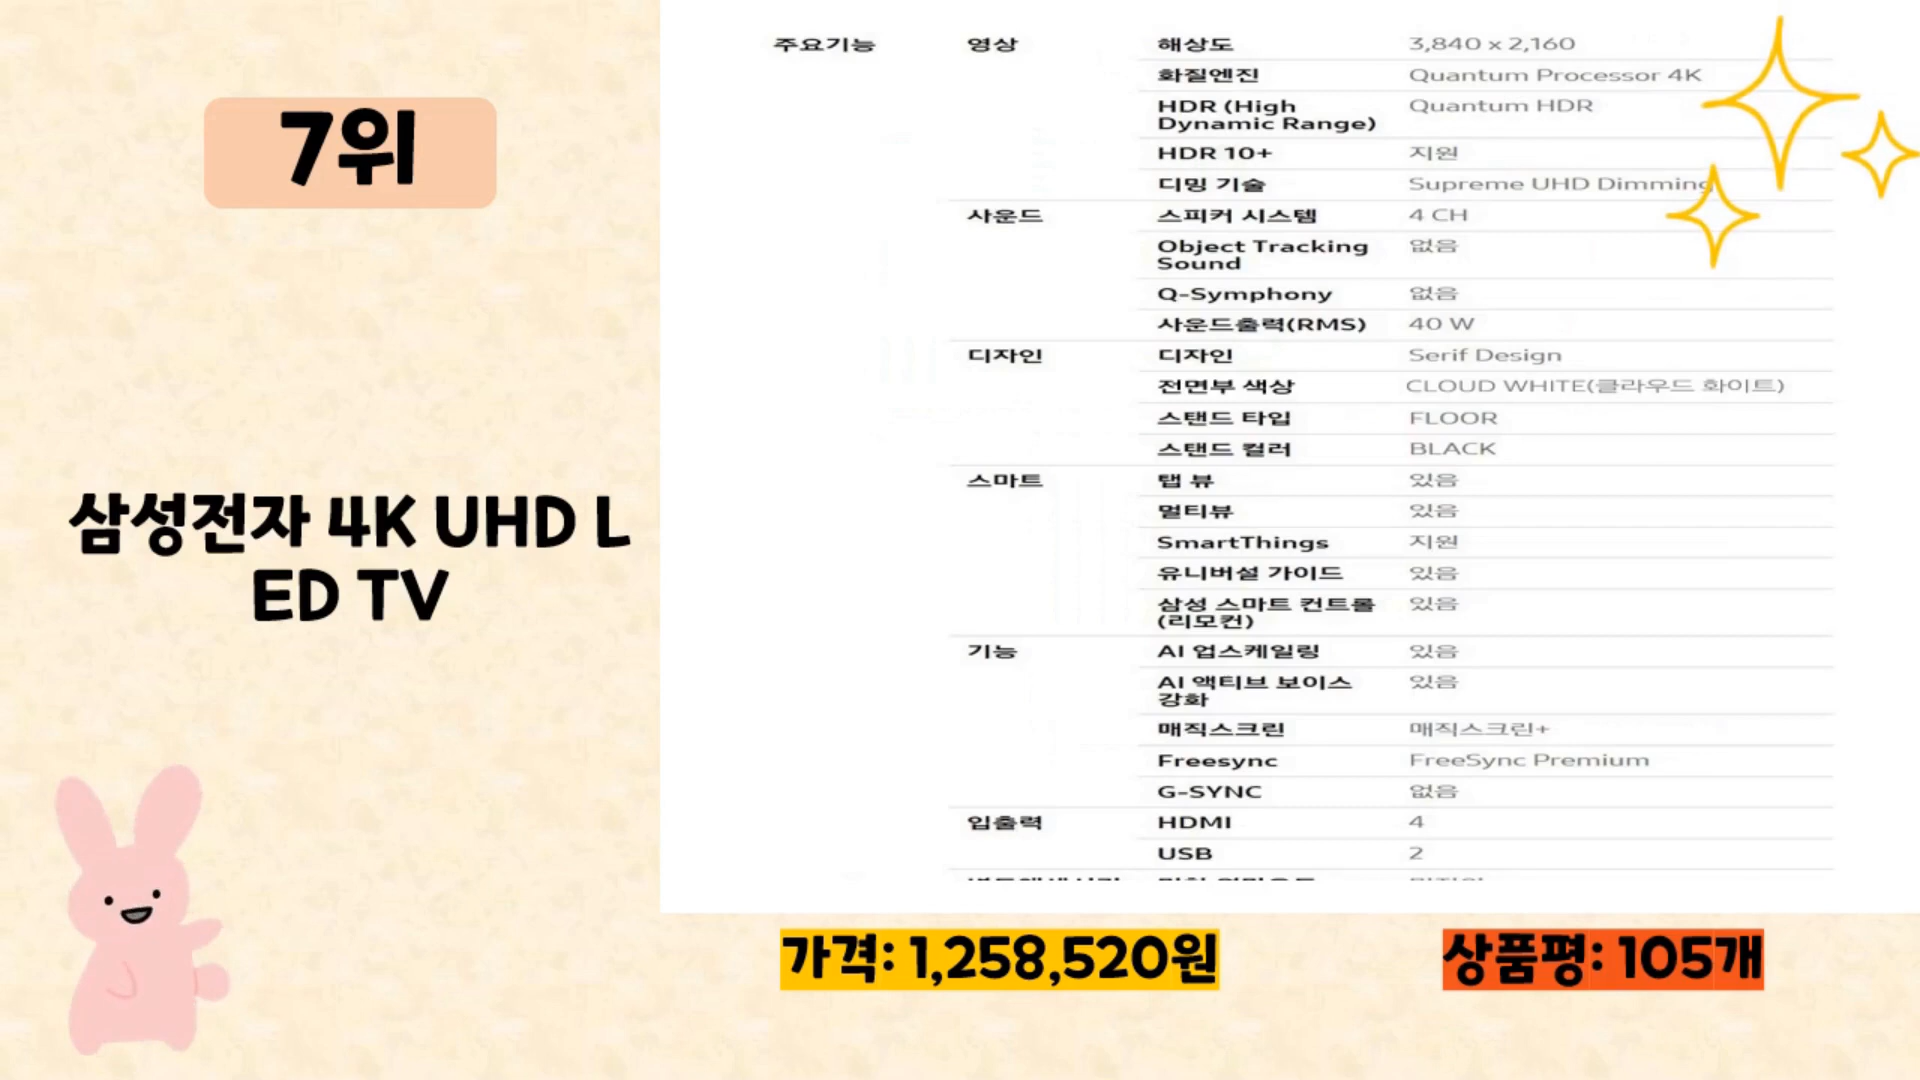 7위
삼성전자 4K UHD L
ED TV
주요기능 영상 해상도 3,840 x 2,160
화질엔진 Quantum Processor 4K
HDR (High Quantum HDR
Dynamic Range)
HDR 10+ 지원
디밍 기술 Supreme UHD Dimming
사운드 스피커 시스템 4 CH
Object Tracking 없음
Sound
Q-Symphony 없음
사운드출력(RMS) 40 W
디자인 디자인 Serif Design
전면부 색상 CLOUD WHITE(클라우드 화이트)
스탠드 타입 FLOOR
스탠드 컬러 BLACK
스마트 탭 뷰 있음
멀티뷰 있음
SmartThings 지원
유니버설 가이드 있음
삼성 스마트 컨트롤 있음
(리모컨)
기능 AI 업스케일링 있음
AI 액티브 보이스 있음
강화
매직스크린 매직스크린+
Freesync FreeSync Premium
G-SYNC 없음
입출력 HDMI 4
USB 2
가격: 1,258,520원
상품평: 105개